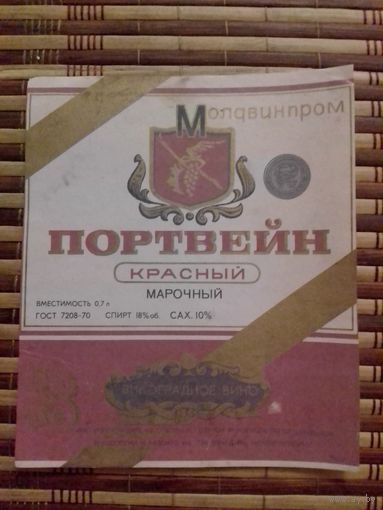 Молдвинпром
ПОРТВЕЙН
КРАСНЫЙ
МАРОЧНЫЙ
ВМЕСТИМОСТЬ 0,7 л
ГОСТ 7208-70 СПИРТ 18% об. САХ. 10%
ВИНОГРАДНОЕ ВИНО